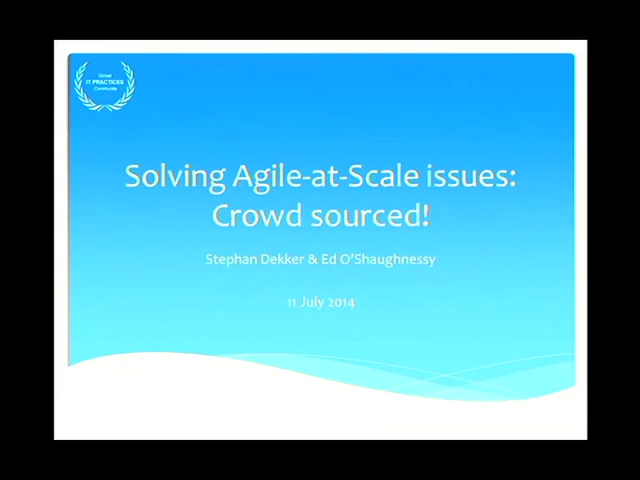 Global
IT PRACTICES
Community
Solving Agile-at-Scale issues:
Crowd sourced!
Stephan Dekker & Ed O'Shaughnessy
11 July 2014